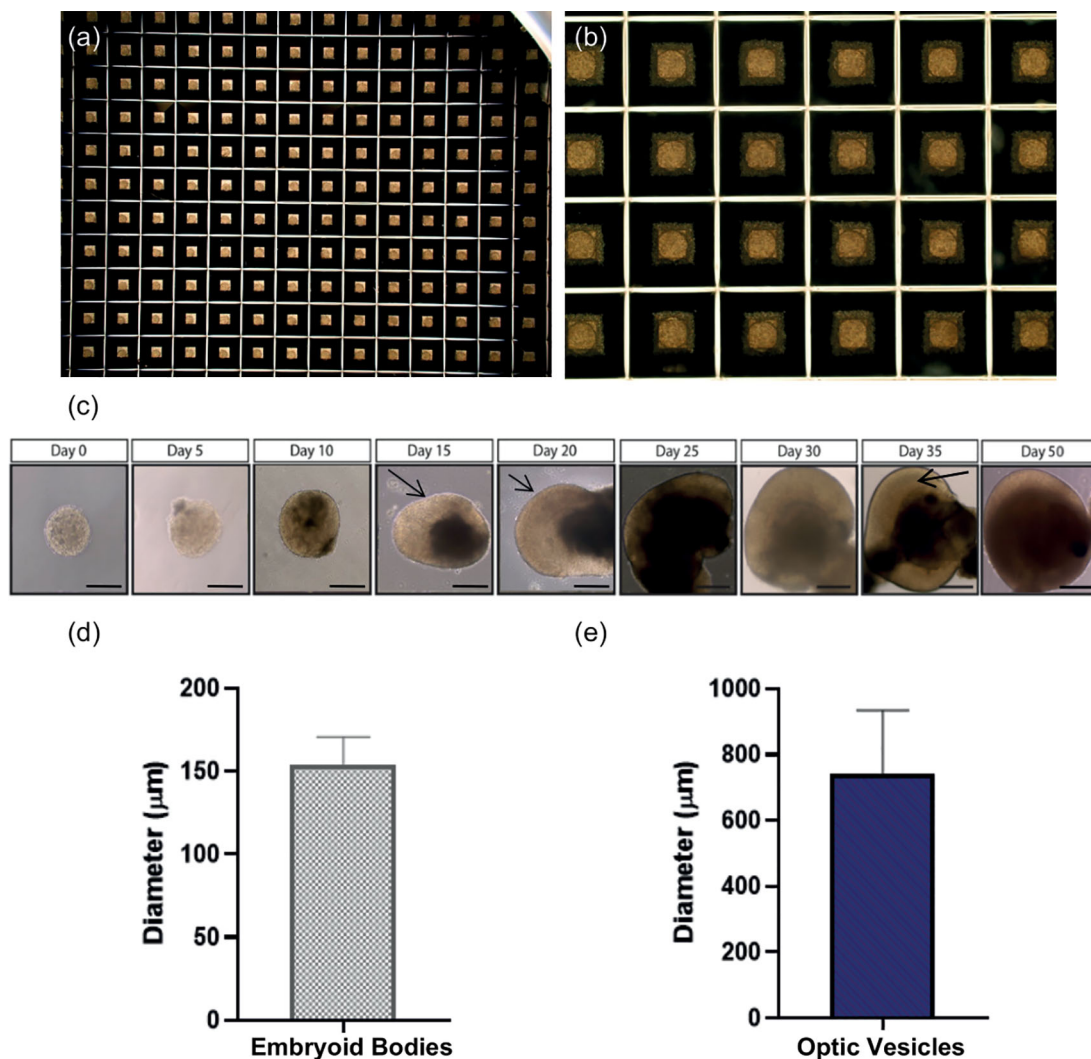 (a)
(b)
(c)
Day 0
Day 5
Day 10
Day 15
Day 20
Day 25
Day 30
Day 35
Day 50
(d)
(e)
200
150
100
50
0
Diameter (μm)
Embryoid Bodies
1000
800
600
400
200
0
Diameter (μm)
Optic Vesicles